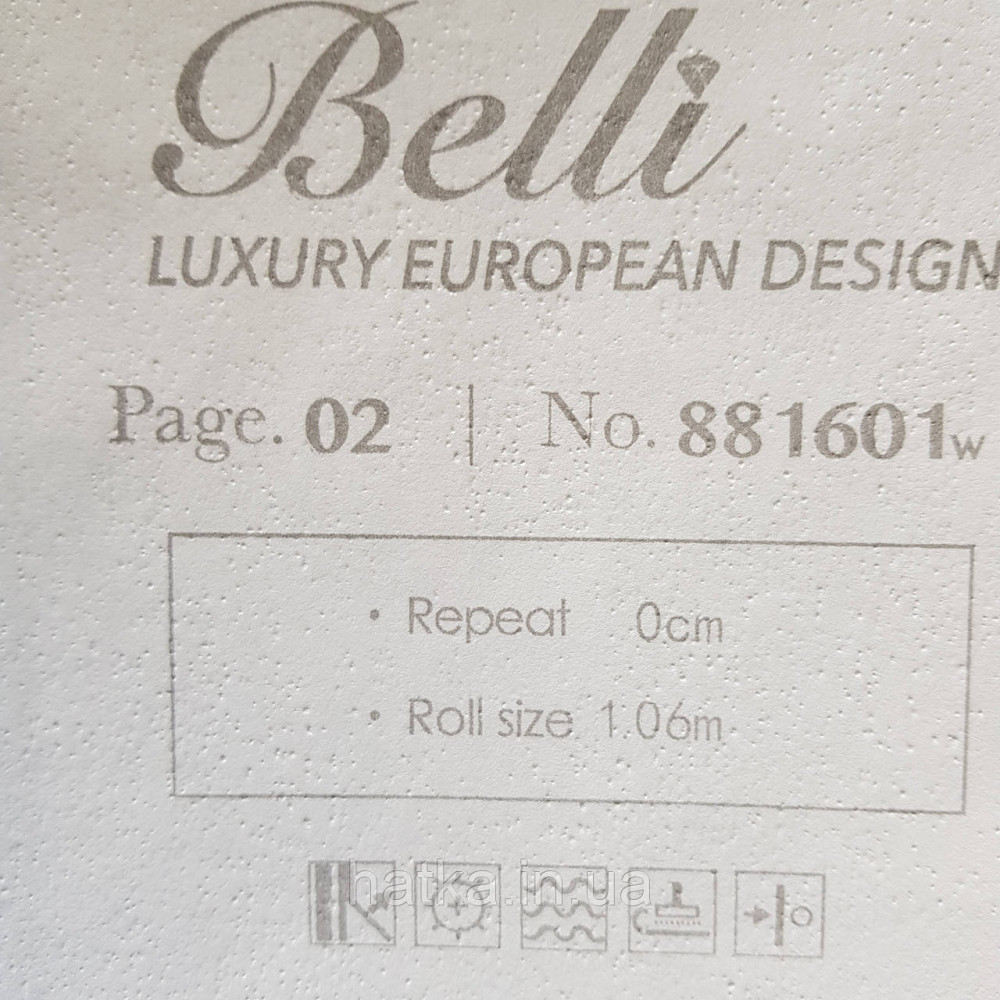 Belli
LUXURY EUROPEAN DESIGN
Page. 02 | No. 881601w
• Repeat 0cm
• Roll size 1.06m
hatka.in.ua